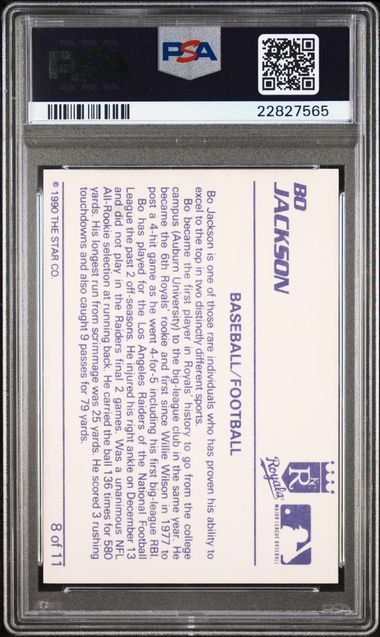 PSA
22827565
BO
JACKSON
Royals
MAJOR LEAGUE BASEBALL
BASEBALL/FOOTBALL
Bo Jackson is one of those rare individuals who has proven his ability to
excel to the top in two distinctly different sports.
Bo became the first player in Royals' history to go from the college
campus (Auburn University) to the big-league club in the same year. He
became the 6th Royals' rookie and first since Willie Wilson in 1977 to
post a 4-hit game as he went 4-for-5 including his first big-league RBI.
Bo has played for the Los Angeles Raiders of the National Football
League the past 2 off-seasons. He injured his right ankle on December 13
and did not play in the Raiders final 2 games. Was a unanimous NFL
All-Rookie selection at running back. He carried the ball 136 times for 580
yards. His longest run from scrimmage was 25 yards. He scored 3 rushing
touchdowns and also caught 9 passes for 79 yards.
© 1990 THE STAR CO.
8 of 11